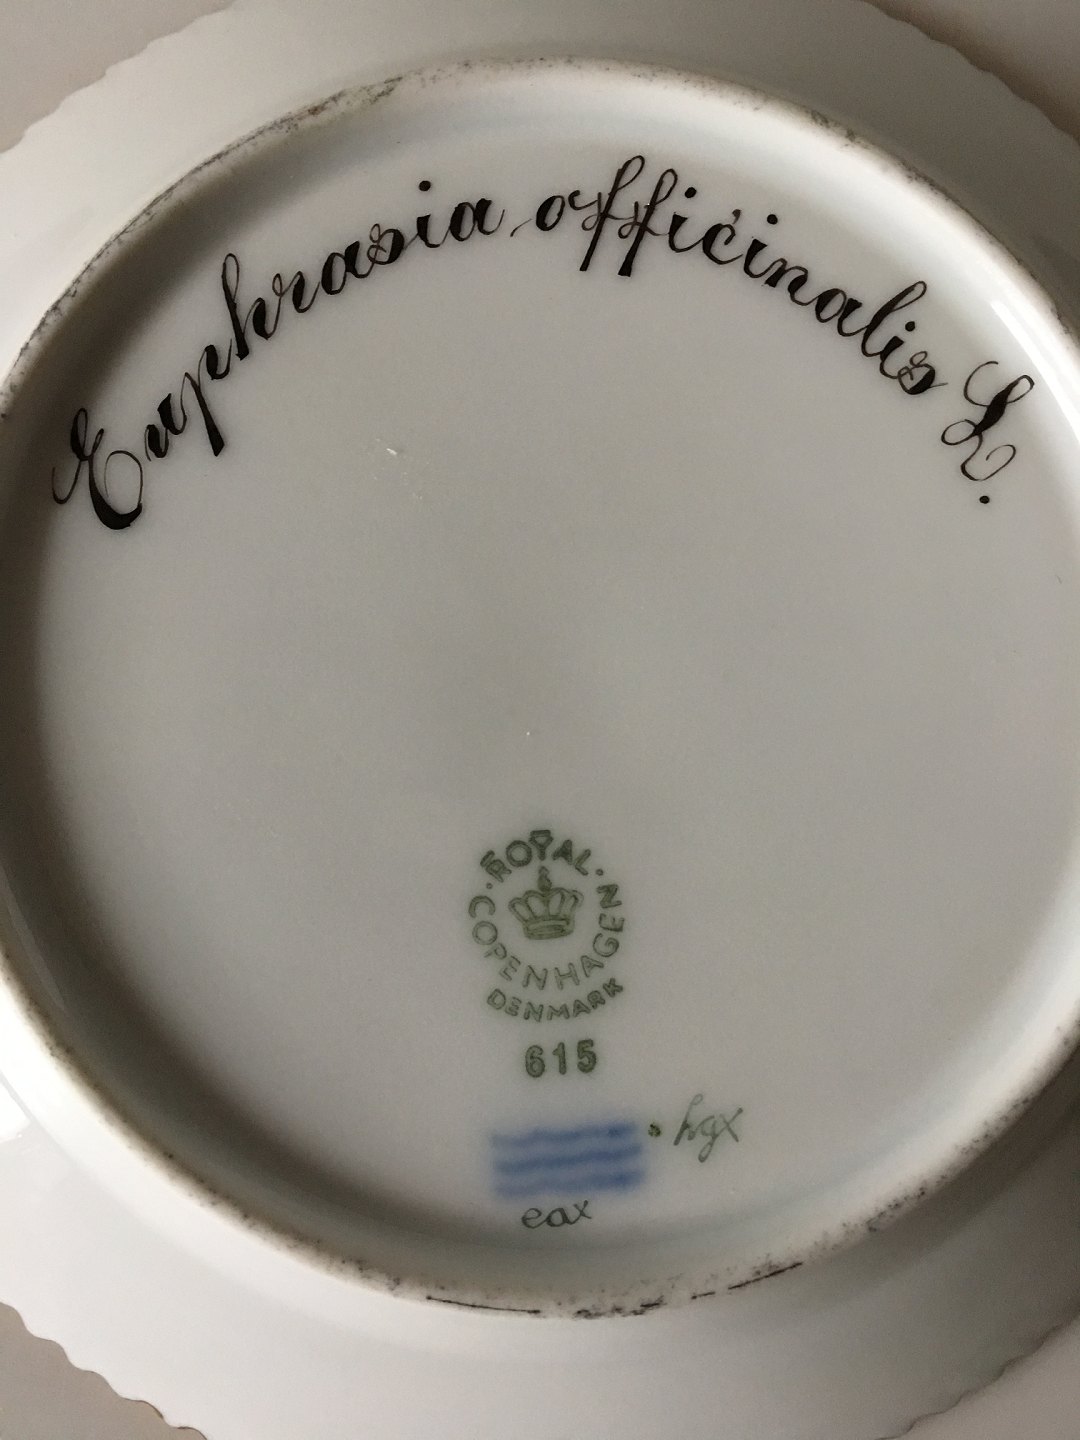 Euphrasia officinalis L.
ROYAL
COPENHAGEN
DENMARK
615
hgx
eax